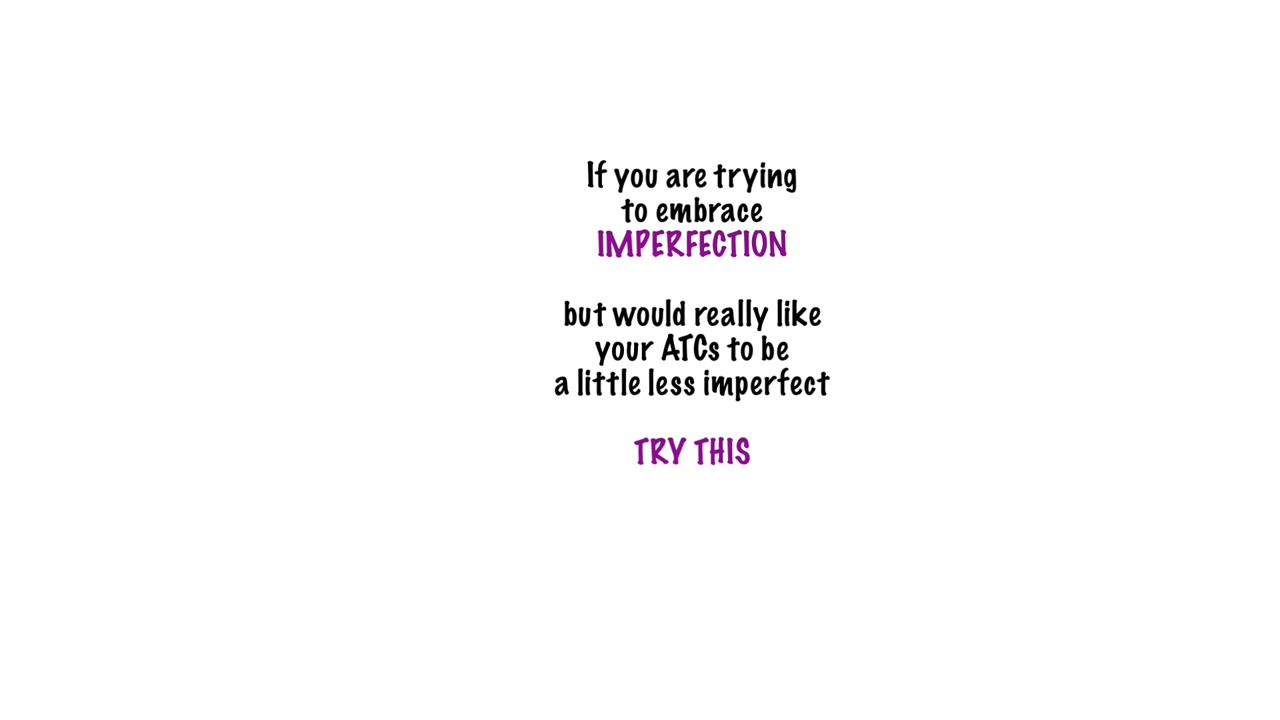 If you are trying
to embrace
IMPERFECTION
but would really like
your ATCs to be
a little less imperfect
TRY THIS